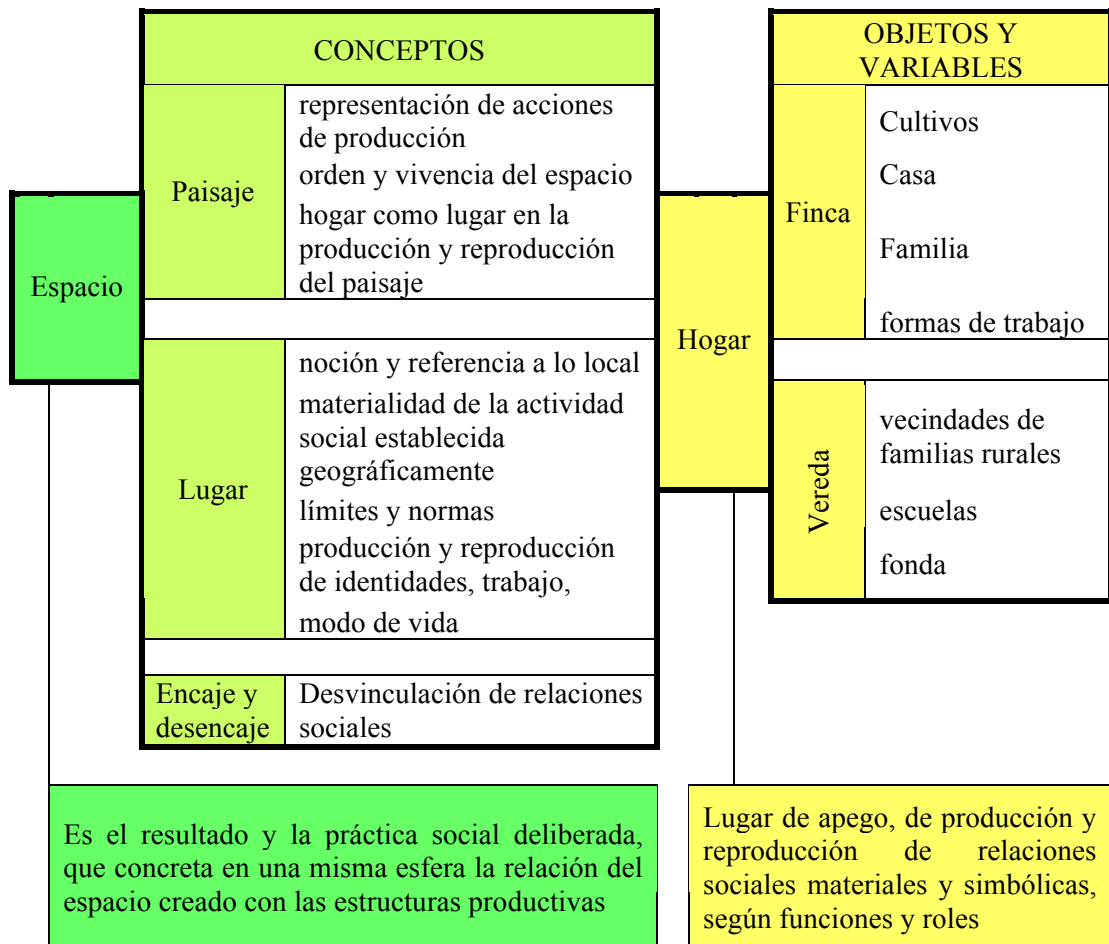 CONCEPTOS
Espacio
Paisaje
representación de acciones
de producción
orden y vivencia del espacio
hogar como lugar en la
producción y reproducción
del paisaje
Lugar
noción y referencia a lo local
materialidad de la actividad
social establecida
geográficamente
límites y normas
producción y reproducción
de identidades, trabajo,
modo de vida
Encaje y
desencaje
Desvinculación de relaciones
sociales
Hogar
OBJETOS Y
VARIABLES
Finca
Cultivos
Casa
Familia
formas de trabajo
Vereda
vecindades de
familias rurales
escuelas
fonda
Es el resultado y la práctica social deliberada,
que concreta en una misma esfera la relación del
espacio creado con las estructuras productivas
Lugar de apego, de producción y
reproducción de relaciones
sociales materiales y simbólicas,
según funciones y roles